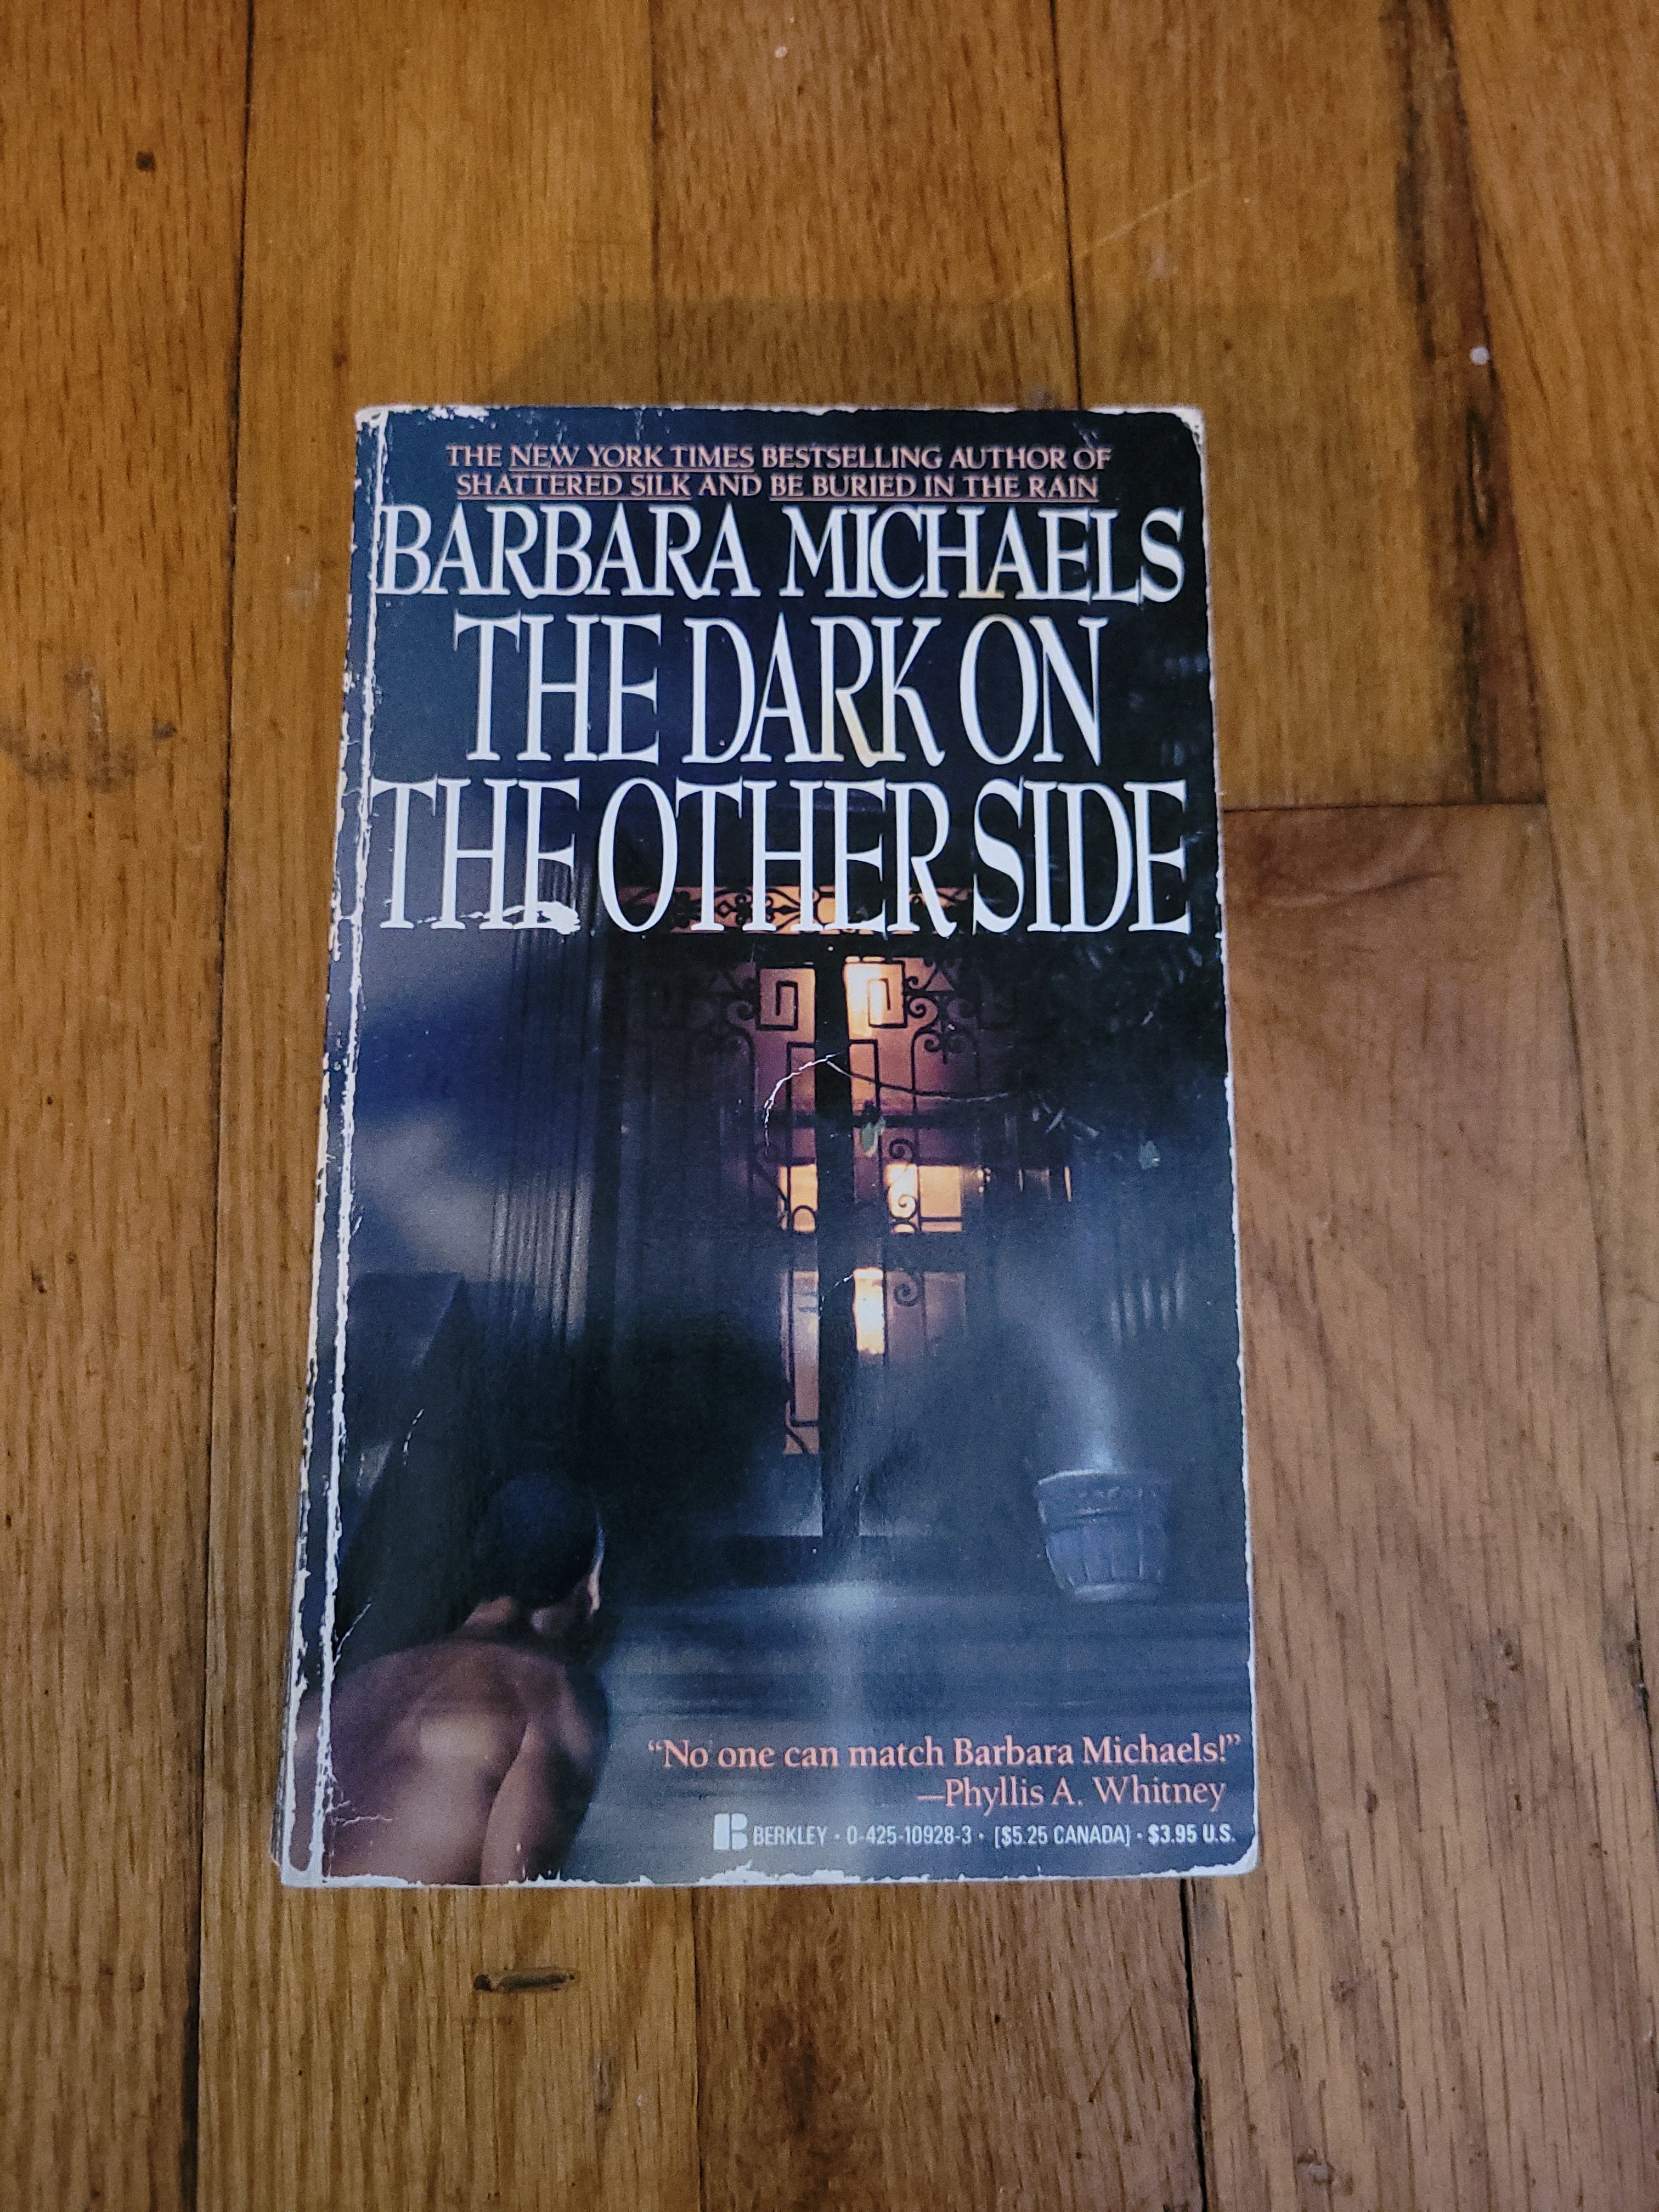 THE NEW YORK TIMES BESTSELLING AUTHOR OF
SHATTERED SILK AND BE BURIED IN THE RAIN
BARBARA MICHAELS
THE DARK ON
THE OTHER SIDE
“No one can match Barbara Michaels!”
—Phyllis A. Whitney
B BERKLEY · 0-425-10928-3 · [$5.25 CANADA] · $3.95 U.S.